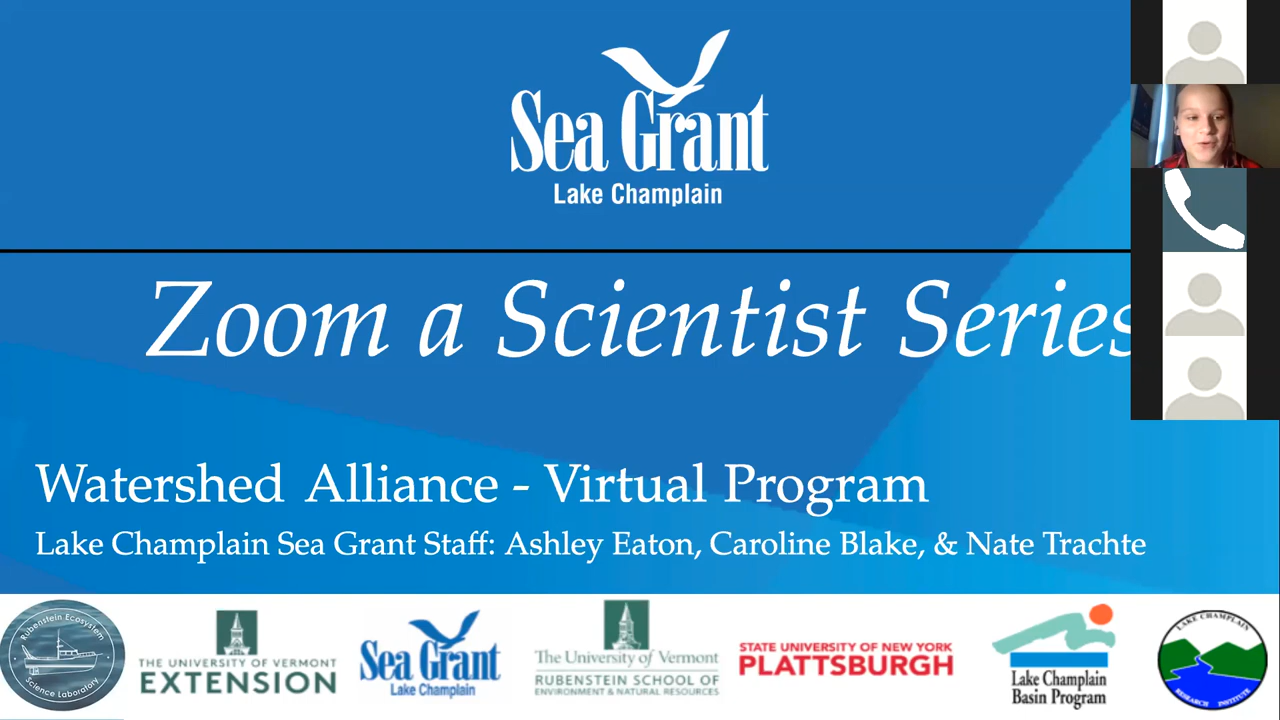 Sea Grant
Lake Champlain
Zoom a Scientist Series
Watershed Alliance - Virtual Program
Lake Champlain Sea Grant Staff: Ashley Eaton, Caroline Blake, & Nate Trachte
Rubenstein Ecosystem
Science Laboratory
THE UNIVERSITY OF VERMONT
EXTENSION
Sea Grant
Lake Champlain
The University of Vermont
RUBENSTEIN SCHOOL OF
ENVIRONMENT & NATURAL RESOURCES
STATE UNIVERSITY OF NEW YORK
PLATTSBURGH
Lake Champlain
Basin Program
LAKE CHAMPLAIN
RESEARCH INSTITUTE